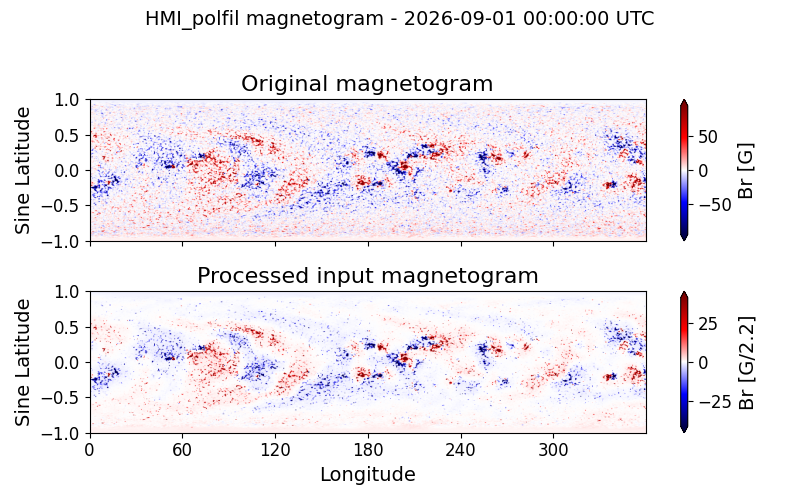 HMI_polfil magnetogram - 2026-09-01 00:00:00 UTC
Original magnetogram
Sine Latitude
1.0
0.5
0.0
−0.5
−1.0
50
0
−50
Br [G]
Processed input magnetogram
Sine Latitude
1.0
0.5
0.0
−0.5
−1.0
0
60
120
180
240
300
Longitude
25
0
−25
Br [G/2.2]